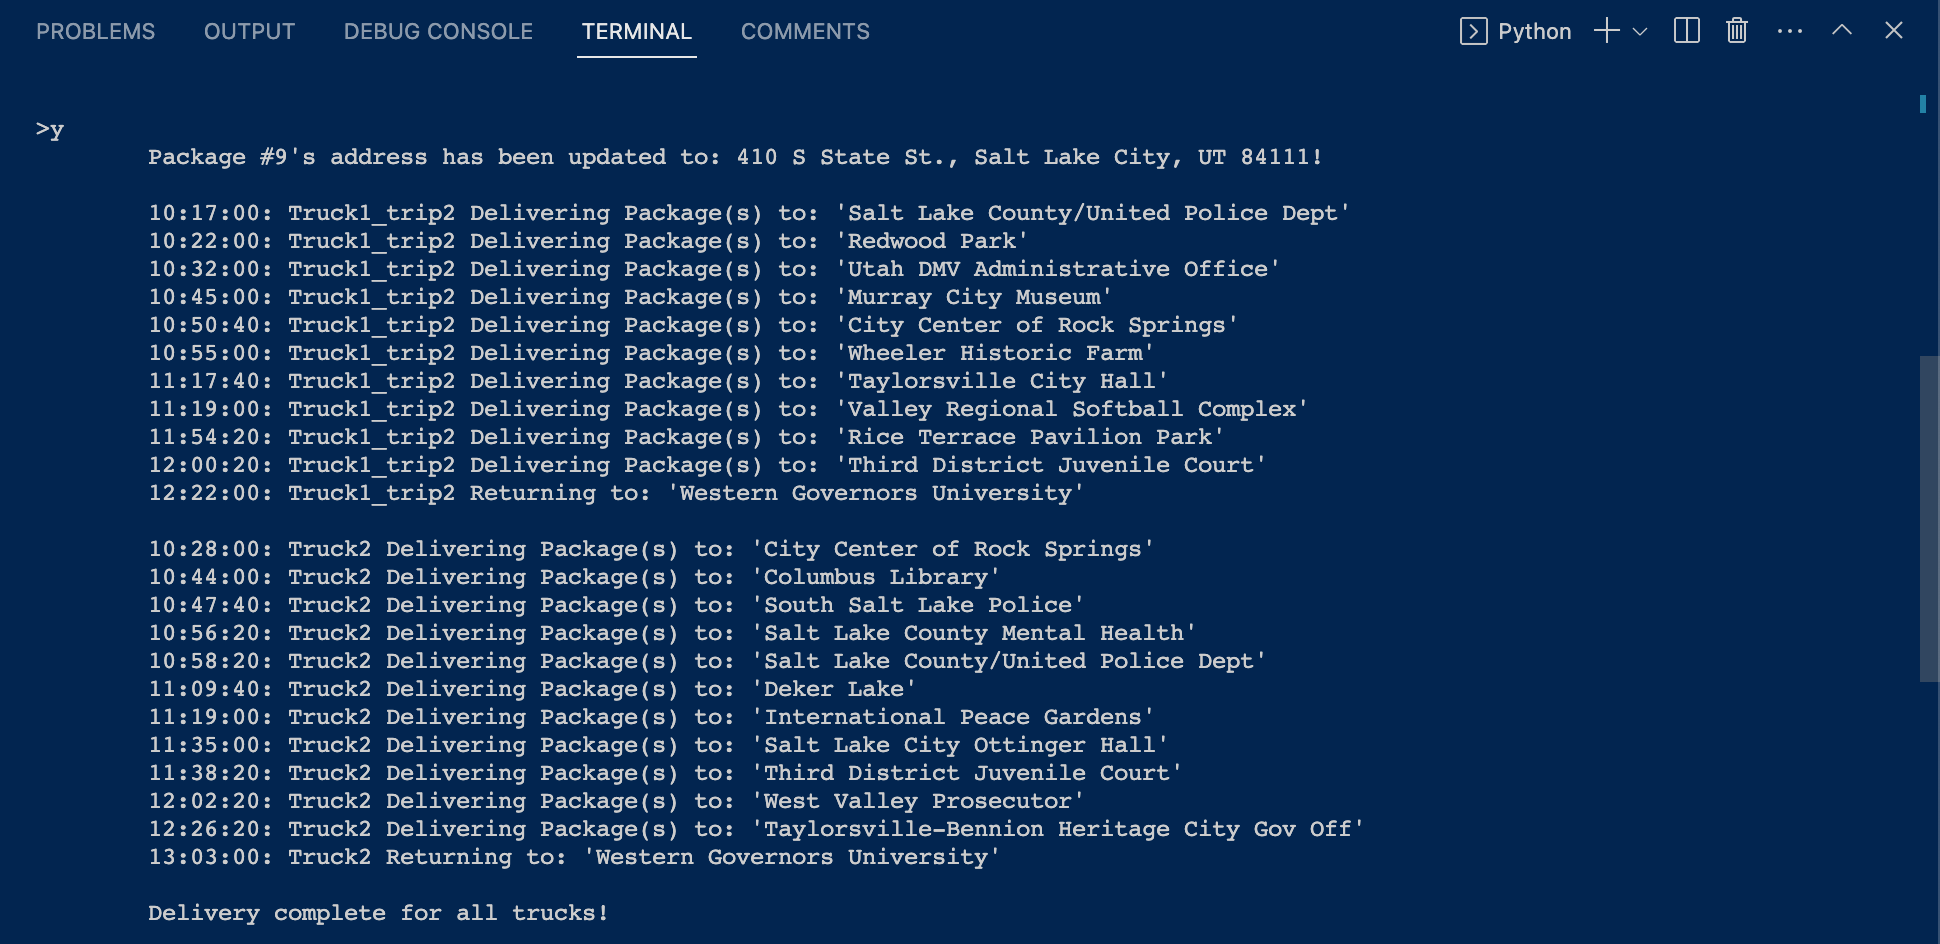 PROBLEMS OUTPUT DEBUG CONSOLE TERMINAL COMMENTS Python
>y
Package #9's address has been updated to: 410 S State St., Salt Lake City, UT 84111!
10:17:00: Truck1_trip2 Delivering Package(s) to: 'Salt Lake County/United Police Dept'
10:22:00: Truck1_trip2 Delivering Package(s) to: 'Redwood Park'
10:32:00: Truck1_trip2 Delivering Package(s) to: 'Utah DMV Administrative Office'
10:45:00: Truck1_trip2 Delivering Package(s) to: 'Murray City Museum'
10:50:40: Truck1_trip2 Delivering Package(s) to: 'City Center of Rock Springs'
10:55:00: Truck1_trip2 Delivering Package(s) to: 'Wheeler Historic Farm'
11:17:40: Truck1_trip2 Delivering Package(s) to: 'Taylorsville City Hall'
11:19:00: Truck1_trip2 Delivering Package(s) to: 'Valley Regional Softball Complex'
11:54:20: Truck1_trip2 Delivering Package(s) to: 'Rice Terrace Pavilion Park'
12:00:20: Truck1_trip2 Delivering Package(s) to: 'Third District Juvenile Court'
12:22:00: Truck1_trip2 Returning to: 'Western Governors University'
10:28:00: Truck2 Delivering Package(s) to: 'City Center of Rock Springs'
10:44:00: Truck2 Delivering Package(s) to: 'Columbus Library'
10:47:40: Truck2 Delivering Package(s) to: 'South Salt Lake Police'
10:56:20: Truck2 Delivering Package(s) to: 'Salt Lake County Mental Health'
10:58:20: Truck2 Delivering Package(s) to: 'Salt Lake County/United Police Dept'
11:09:40: Truck2 Delivering Package(s) to: 'Deker Lake'
11:19:00: Truck2 Delivering Package(s) to: 'International Peace Gardens'
11:35:00: Truck2 Delivering Package(s) to: 'Salt Lake City Ottinger Hall'
11:38:20: Truck2 Delivering Package(s) to: 'Third District Juvenile Court'
12:02:20: Truck2 Delivering Package(s) to: 'West Valley Prosecutor'
12:26:20: Truck2 Delivering Package(s) to: 'Taylorsville-Bennion Heritage City Gov Off'
13:03:00: Truck2 Returning to: 'Western Governors University'
Delivery complete for all trucks!